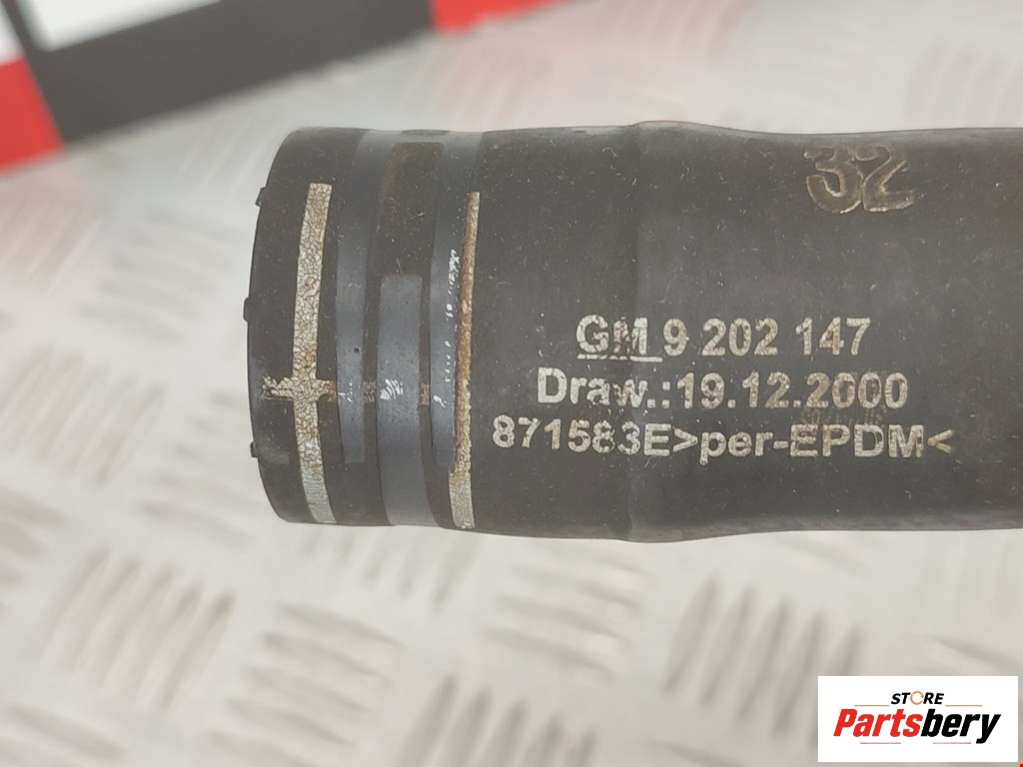 32
GM 9 202 147
Draw.:19.12.2000
871583E>per-EPDM<
STORE
Partsbery